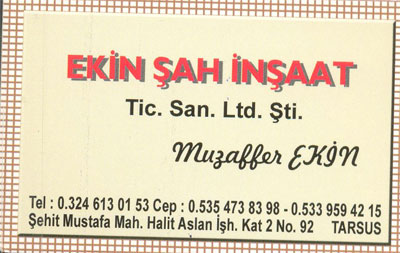 EKİN ŞAH İNŞAAT
Tic. San. Ltd. Şti.
Muzaffer EKİN
Tel : 0.324 613 01 53 Cep : 0.535 473 83 98 - 0.533 959 42 15
Şehit Mustafa Mah. Halit Aslan İşh. Kat 2 No. 92 TARSUS